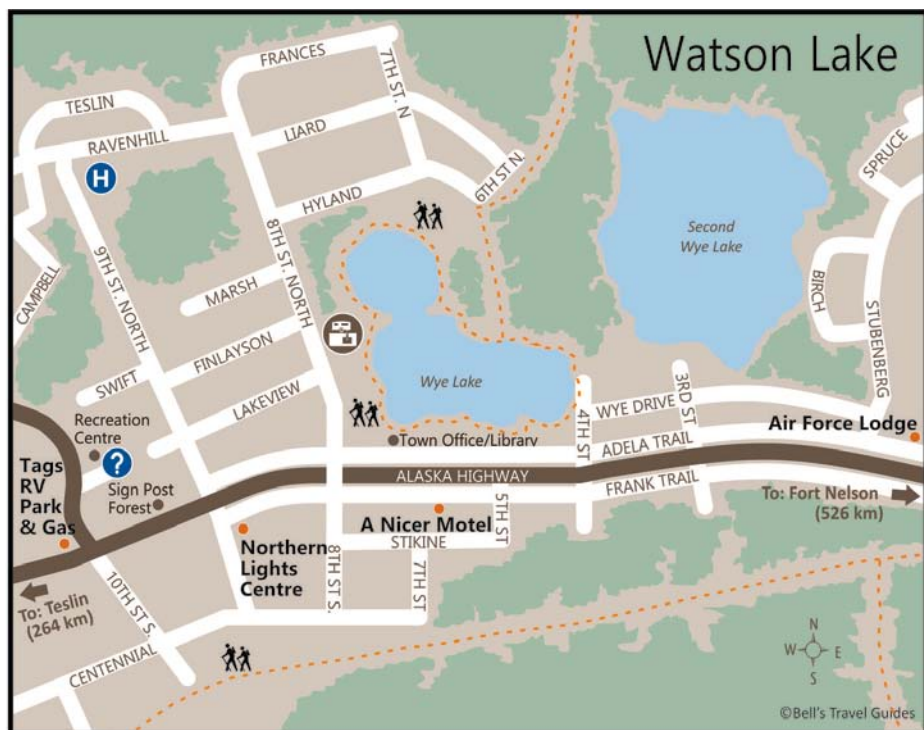 Watson Lake
FRANCES
7TH ST. N
TESLIN
LIARD
RAVENHILL
6TH ST N.
SPRUCE
H
HYLAND
8TH ST. NORTH
Second
Wye Lake
9TH ST. NORTH
CAMPBELL
MARSH
BIRCH
STUBENBERG
FINLAYSON
SWIFT
LAKEVIEW
Wye Lake
3RD ST
WYE DRIVE
4TH ST
Recreation
Centre
Town Office/Library
ADELA TRAIL
Air Force Lodge
?
Tags
RV
Park
& Gas
Sign Post
Forest
ALASKA HIGHWAY
FRANK TRAIL
To: Fort Nelson
(526 km)
5TH ST
A Nicer Motel
STIKINE
Northern
Lights
Centre
8TH ST S.
7TH ST
10TH ST S.
To: Teslin
(264 km)
CENTENNIAL
N
W
E
S
©Bell's Travel Guides